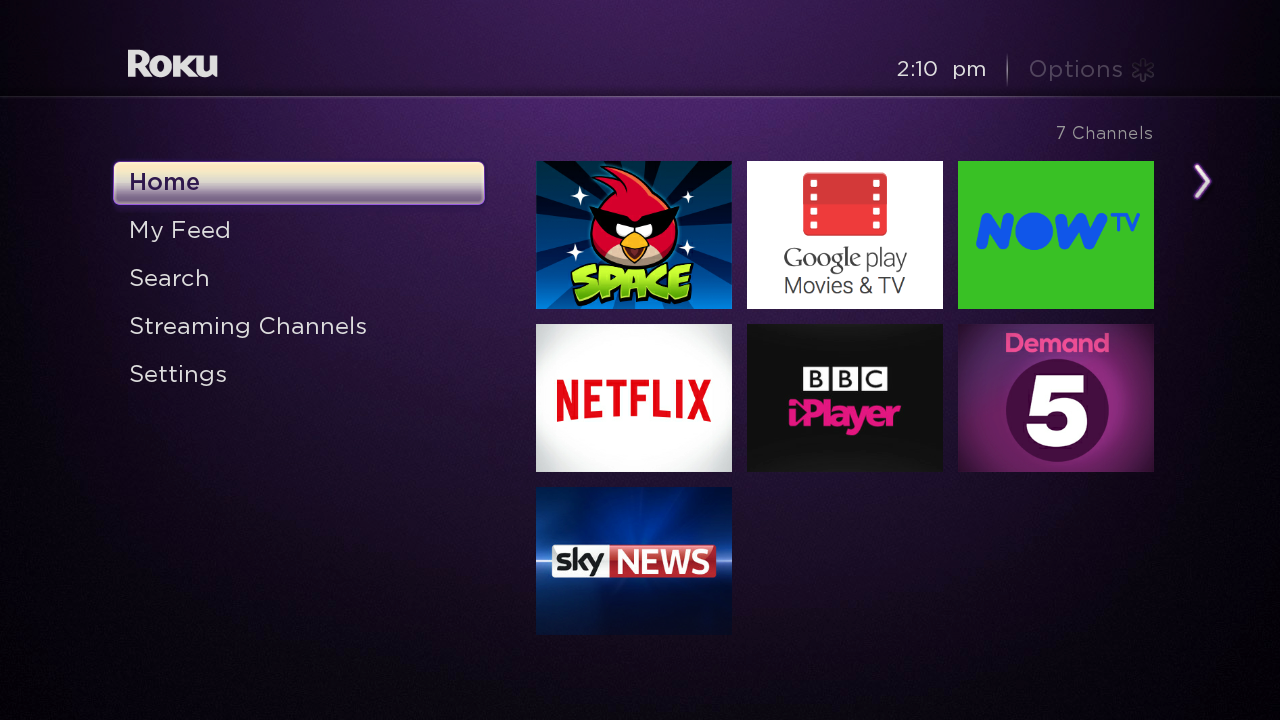 ROKU
2:10 pm
Options
7 Channels
Home
My Feed
Search
Streaming Channels
Settings
SPACE
Google play
Movies & TV
NOW TV
NETFLIX
BBC
iPlayer
Demand
5
sky NEWS